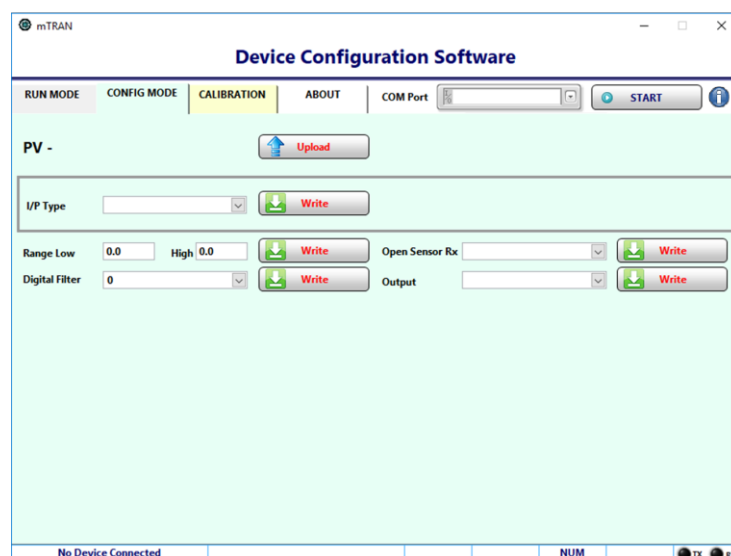 mTRAN
Device Configuration Software
RUN MODE CONFIG MODE CALIBRATION ABOUT COM Port START
PV - Upload
I/P Type Write
Range Low 0.0 High 0.0 Write Open Sensor Rx Write
Digital Filter 0 Write Output Write
No Device Connected NUM TX